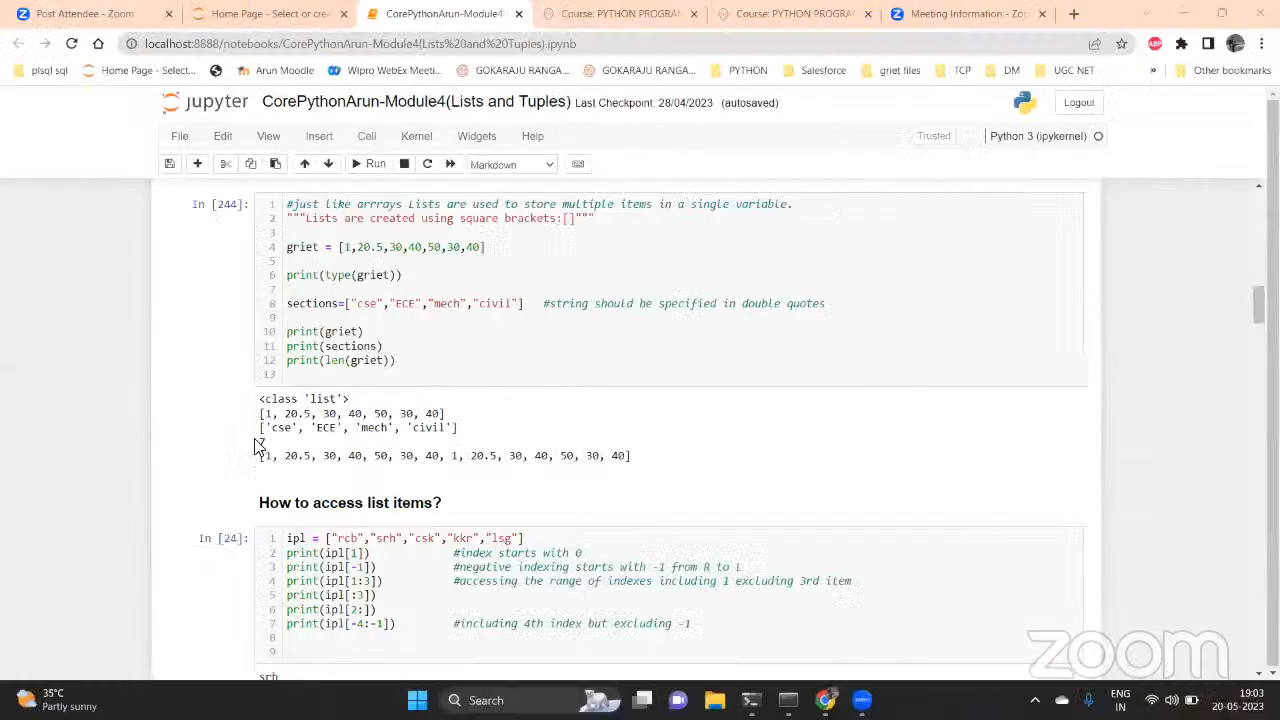 Post Attendee - Zoom
Home Page - Select or create
CorePythonArun-Module4
Course: PYTHON PROGRA
Course: PYTHON PROGRA
Meeting Information - Zo
localhost:8888/notebooks/CorePythonArun-Module4(Lists%20and%20Tuples).ipynb
plsql sql
Home Page - Select...
Arun Moodle
Wipro WebEx Meeti...
GOKARAJU RANGA...
GOKARAJU RANGA...
PYTHON
Salesforce
griet files
TCP
DM
UGC NET
»
Other bookmarks
jupyter CorePythonArun-Module4(Lists and Tuples) Last Checkpoint: 28/04/2023 (autosaved)
Logout
File Edit View Insert Cell Kernel Widgets Help
Trusted
Python 3 (ipykernel)
Run
Markdown
In [244]:
1 #just like arrrays Lists are used to store multiple items in a single variable.
2 """Lists are created using square brackets:[]"""
3
4 griet = [1,20.5,30,40,50,30,40]
5
6 print(type(griet))
7
8 sections=["cse","ECE","mech","civil"] #string should be specified in double quotes
9
10 print(griet)
11 print(sections)
12 print(len(griet))
13
<class 'list'>
[1, 20.5, 30, 40, 50, 30, 40]
['cse', 'ECE', 'mech', 'civil']
7
[1, 20.5, 30, 40, 50, 30, 40, 1, 20.5, 30, 40, 50, 30, 40]
How to access list items?
In [24]:
1 ipl = ["rcb","srh","csk","kkr","lsg"]
2 print(ipl[1]) #index starts with 0
3 print(ipl[-1]) #negative indexing starts with -1 from R to L
4 print(ipl[1:3]) #accessing the range of indexes including 1 excluding 3rd item
5 print(ipl[:3])
6 print(ipl[2:])
7 print(ipl[-4:-1]) #including 4th index but excluding -1
8
9
srh
zoom
35°C
Partly sunny
Search
ENG
IN
19:03
20-05-2023